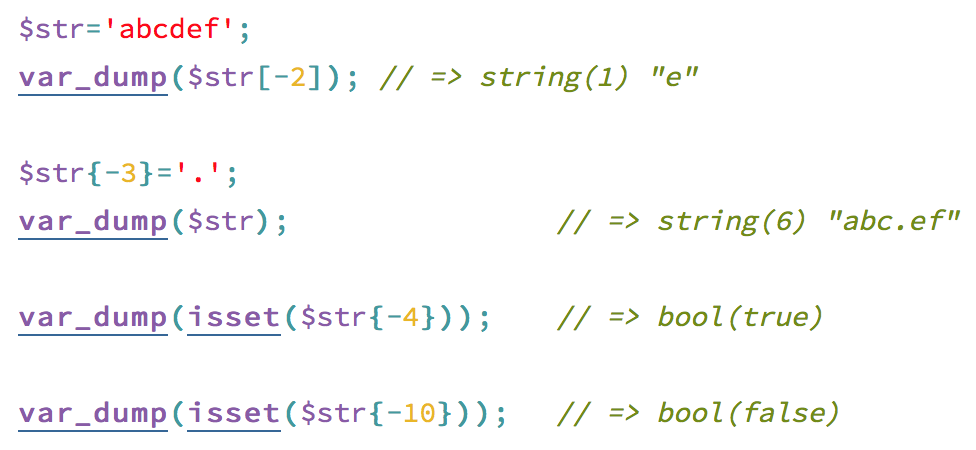 $str='abcdef';
var_dump($str[-2]); // => string(1) "e"
$str{-3}='.';
var_dump($str); // => string(6) "abc.ef"
var_dump(isset($str{-4})); // => bool(true)
var_dump(isset($str{-10})); // => bool(false)